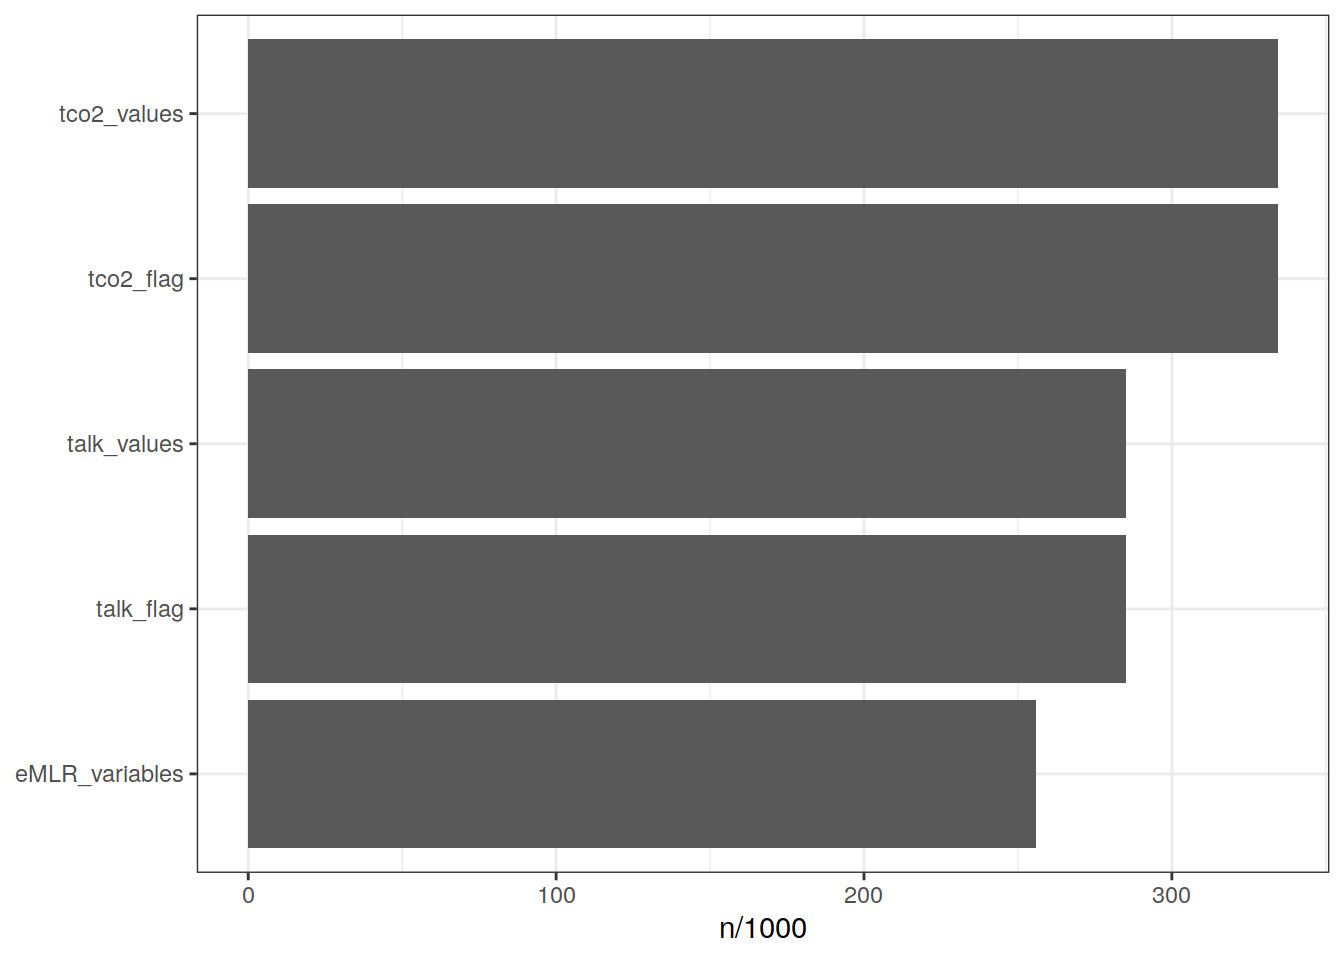 tco2_values
tco2_flag
talk_values
talk_flag
eMLR_variables
0 100 200 300
n/1000